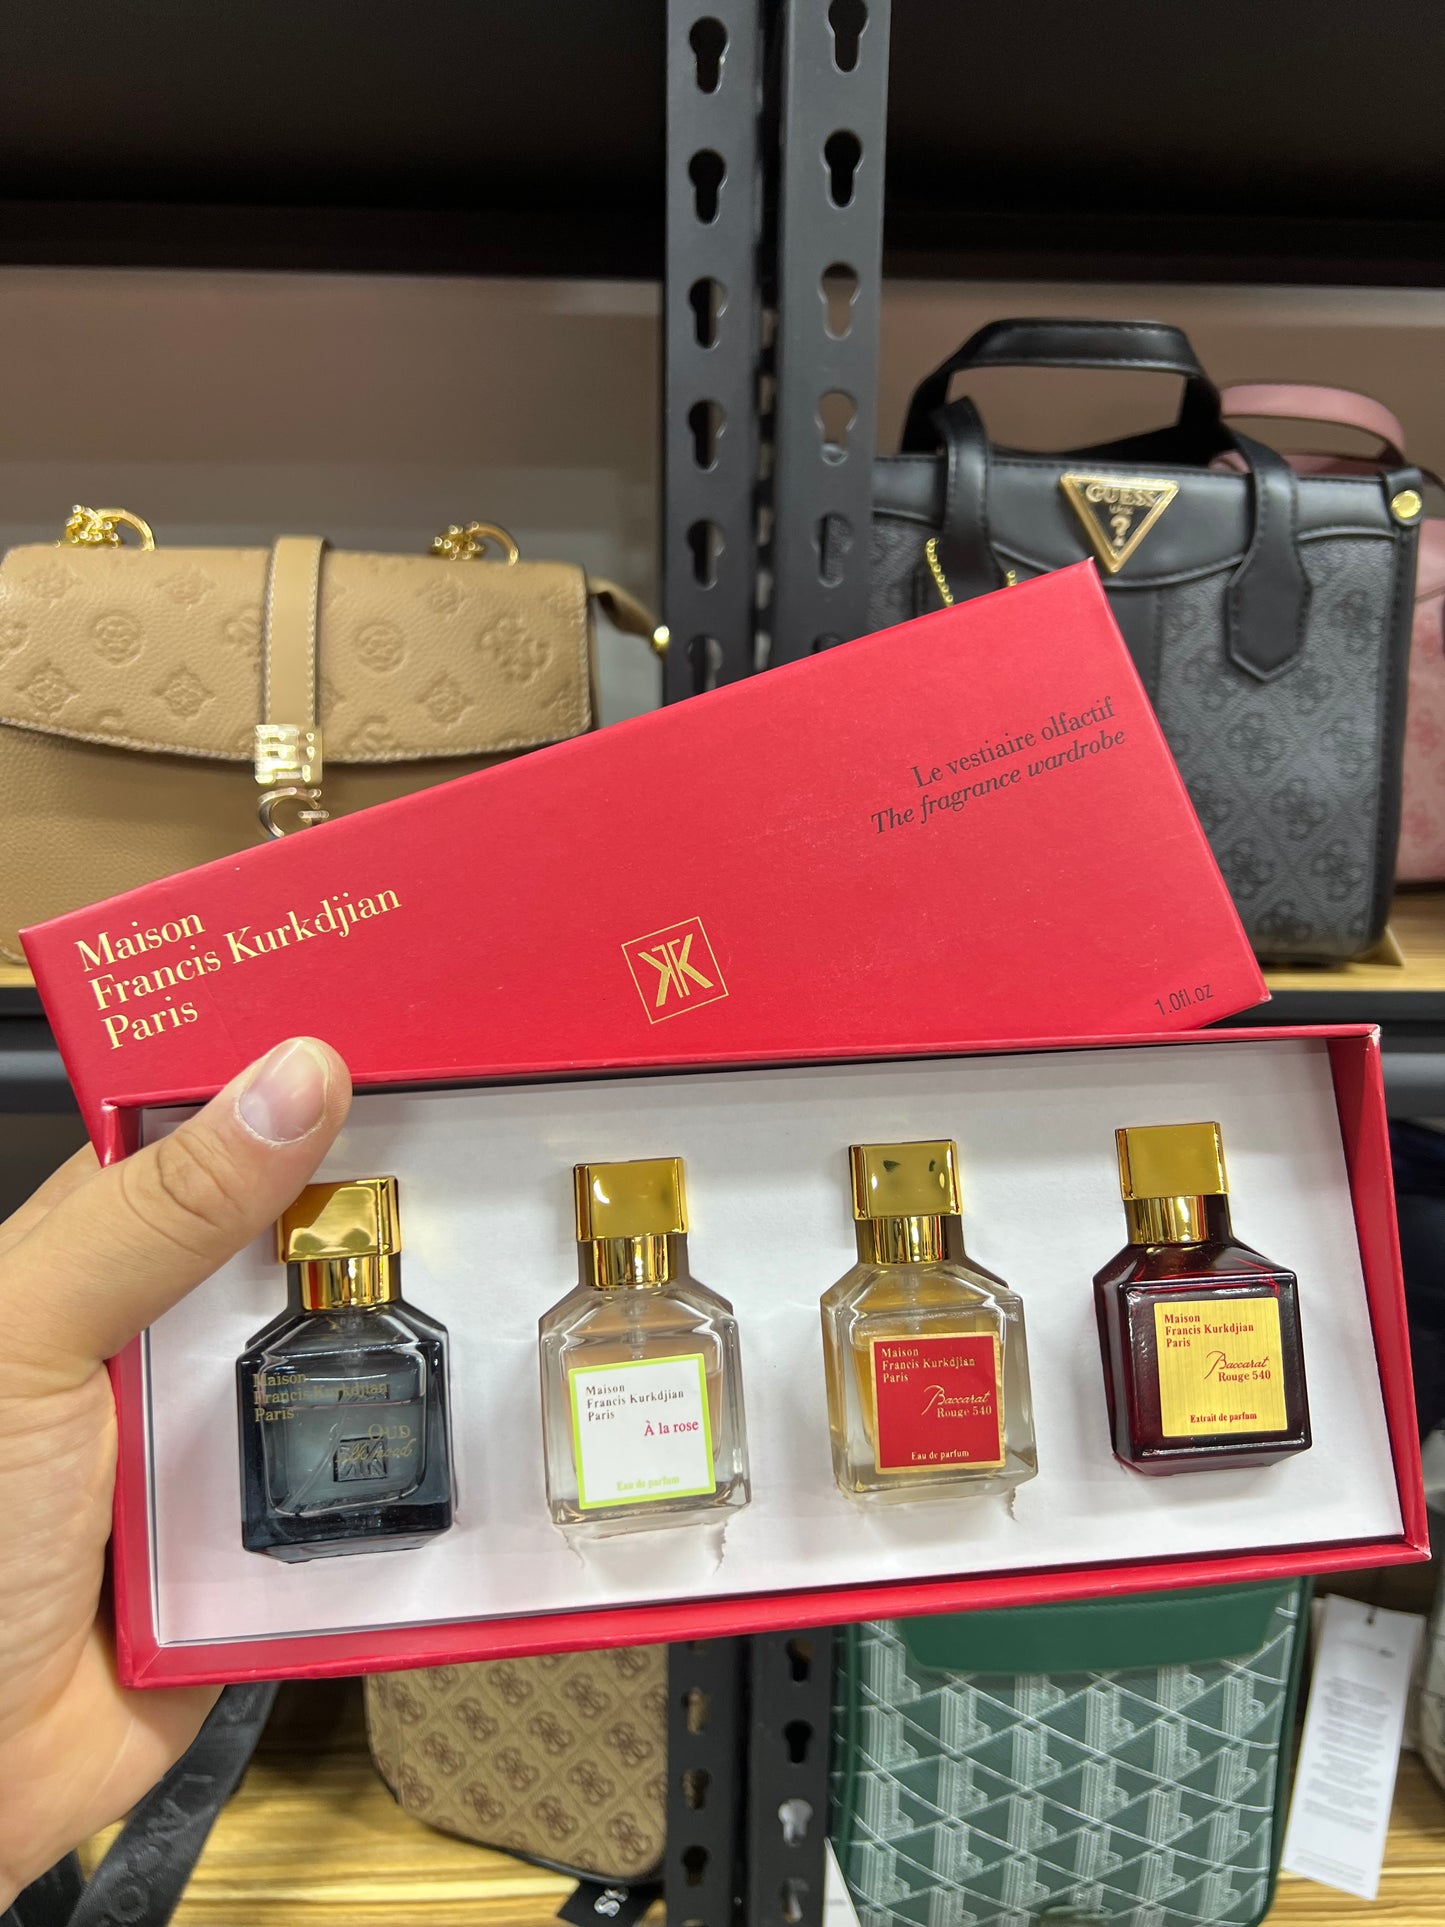 GUESS
Le vestiaire olfactif
The fragrance wardrobe
Maison
Francis Kurkdjian
Paris
1.0fl.oz
Maison
Francis Kurkdjian
Paris
OUD
Maison
Francis Kurkdjian
Paris
À la rose
Eau de parfum
Maison
Francis Kurkdjian
Paris
Baccarat
Rouge 540
Eau de parfum
Maison
Francis Kurkdjian
Paris
Baccarat
Rouge 540
Extrait de parfum